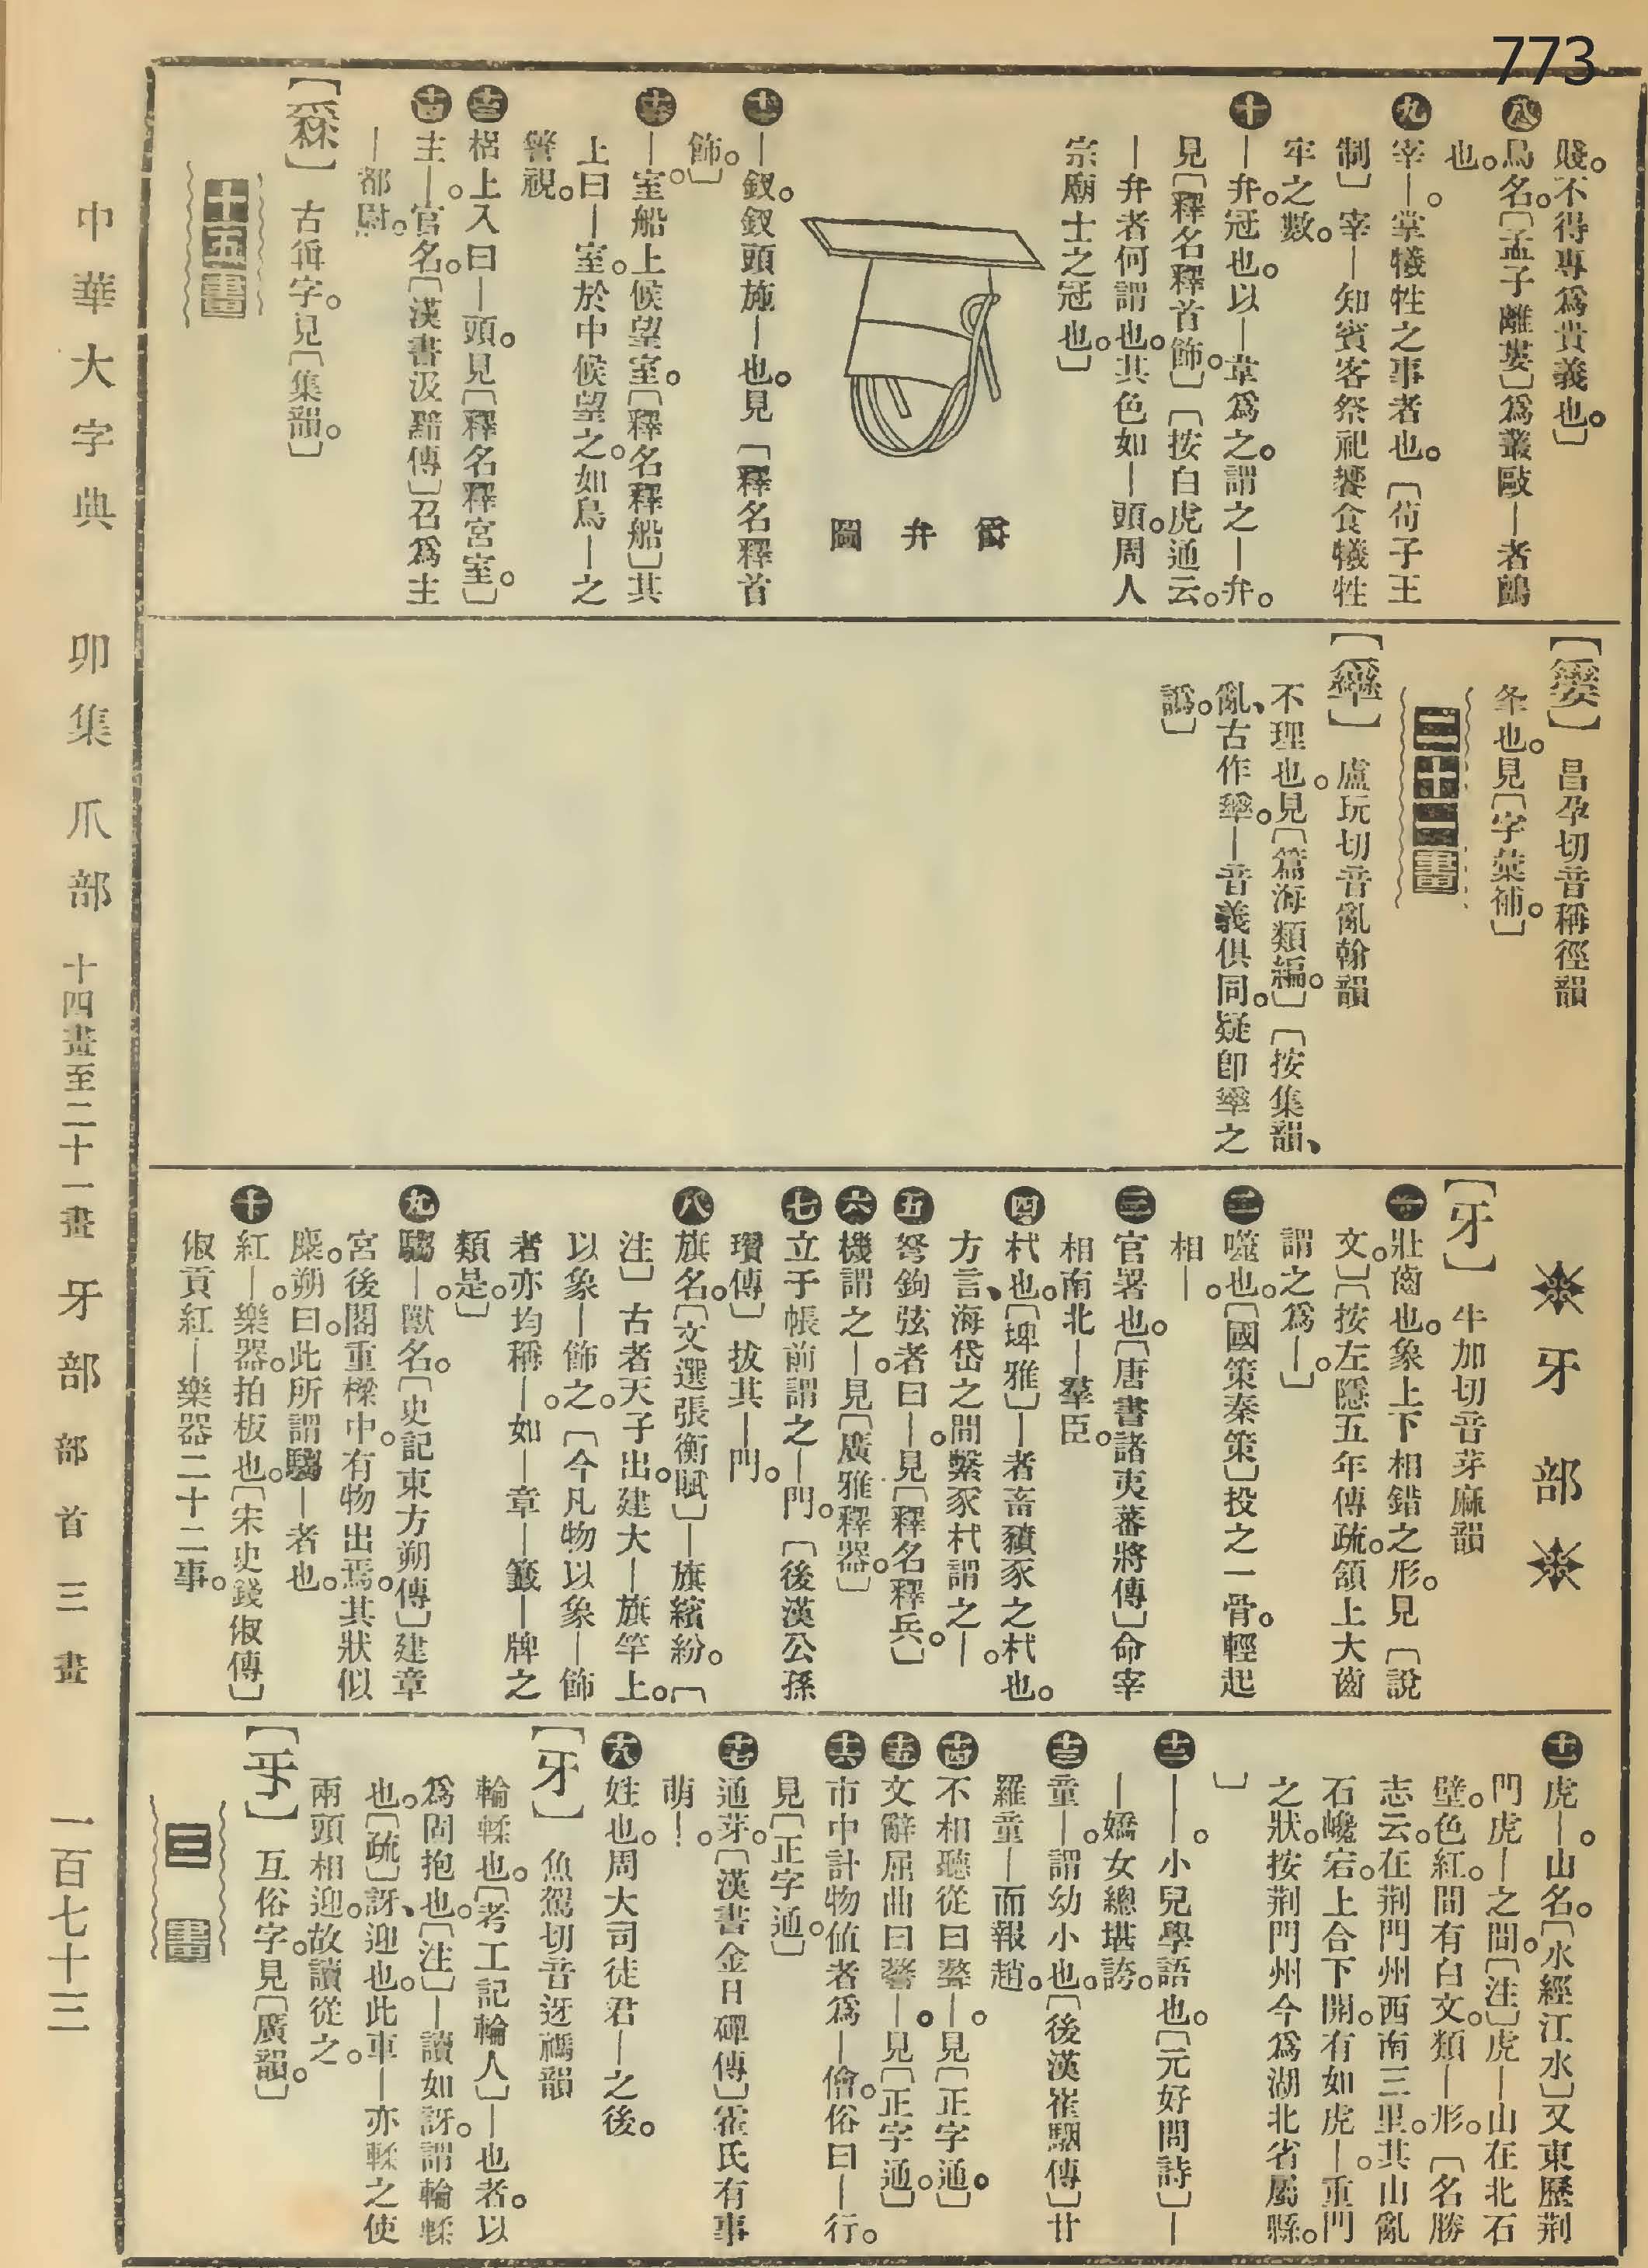 773
賤。不得專爲貴義也。〕
八鳥名。〔孟子離婁〕爲叢敺—者鸇
也。
九宰—。掌犧牲之事者也。〔荀子王
制〕宰—知賓客祭祀饗食犧牲
牢之數。
十—弁。冠也。以—韋爲之。謂之—弁。
見〔釋名釋首飾。〕〔按白虎通云。
—弁者何謂也。其色如—頭。周人
宗廟士之冠也。〕
爵弁圖
十一—釵。釵頭施—也。見〔釋名釋首
飾。〕
十二—室。船上候望室。〔釋名釋船〕其
上曰—室。於中候望之。如鳥—之
警視。
十三梠上入曰—頭。見〔釋名釋宮室。〕
十四主—。官名。〔漢書汲黯傳〕召爲主
—都尉。
古 字。見〔集韻。〕
十五畫
昌孕切音稱徑韻
夅也。見〔字彙補。〕
二十一畫
盧玩切音亂翰韻
不理也。見〔篇海類編。〕〔按集韻、
亂、古作 。—音義俱同。疑卽 之
譌。〕
牙部
〔牙〕牛加切音芽麻韻
一壯齒也。象上下相錯之形。見〔說
文。〕〔按左隱五年傳疏。頷上大齒
謂之爲—。〕
二噬也。〔國策秦策〕投之一骨。輕起
相—。
三官署也。〔唐書諸夷蕃將傳〕命宰
相南北—羣臣。
四杙也。〔埤雅〕—者畜豶豕之杙也。
方言、海岱之間繫豕杙謂之—。
五弩鉤弦者曰—。見〔釋名釋兵。〕
六機謂之—。見〔廣雅釋器。〕
七立于帳前謂之—門。〔後漢公孫
瓚傳〕拔其—門。
八旗名。〔文選張衡賦〕—旗繽紛。〔
注〕古者天子出。建大—旗竿上。
以象—飾之。〔今凡物以象—飾
者亦均稱—。如—章—籤—牌之
類是。〕
九騶—。獸名。〔史記東方朔傳〕建章
宮後閣重櫟中。有物出焉。其狀似
麋。朔曰。此所謂騶—者也。
十紅—。樂器。拍板也。〔宋史錢俶傳〕
俶貢紅—樂器二十二事。
十一虎—。山名。〔水經江水〕又東歷荆
門虎—之間。〔注〕虎—山在北石
壁。色紅。間有白文。類—形。〔名勝
志云。在荆門州西南三里。其山亂
石巉宕。上合下開。有如虎—。重門
之狀。按荆門州今爲湖北省屬縣。
〕
十二——。小兒學語也。〔元好問詩〕—
—嬌女總堪誇。
十三童—。謂幼小也。〔後漢崔駰傳〕甘
羅童—而報趙。
十四不相聽從曰聱—。見〔正字通。〕
十五文辭屈曲曰聱—。見〔正字通。〕
十六市中計物値者爲—儈。俗曰—行。
見〔正字通。〕
十七通芽。〔漢書金日磾傳〕霍氏有事
萌—。
十八姓也。周大司徒君—之後。
〔牙〕魚駕切音迓禡韻
輪輮也。〔考工記輪人〕—也者。以
爲固抱也。〔注〕—讀如訝。謂輪輮
也。〔疏〕訝、迎也。此車—亦輮之使
兩頭相迎。故讀從之。
互俗字。見〔廣韻。〕
三畫
中華大字典 卯集 爪部 十四畫至二十一畫 牙部 部首 三畫 一百七十三